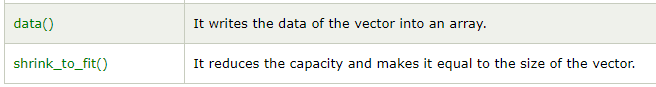 data() It writes the data of the vector into an array.
shrink_to_fit() It reduces the capacity and makes it equal to the size of the vector.